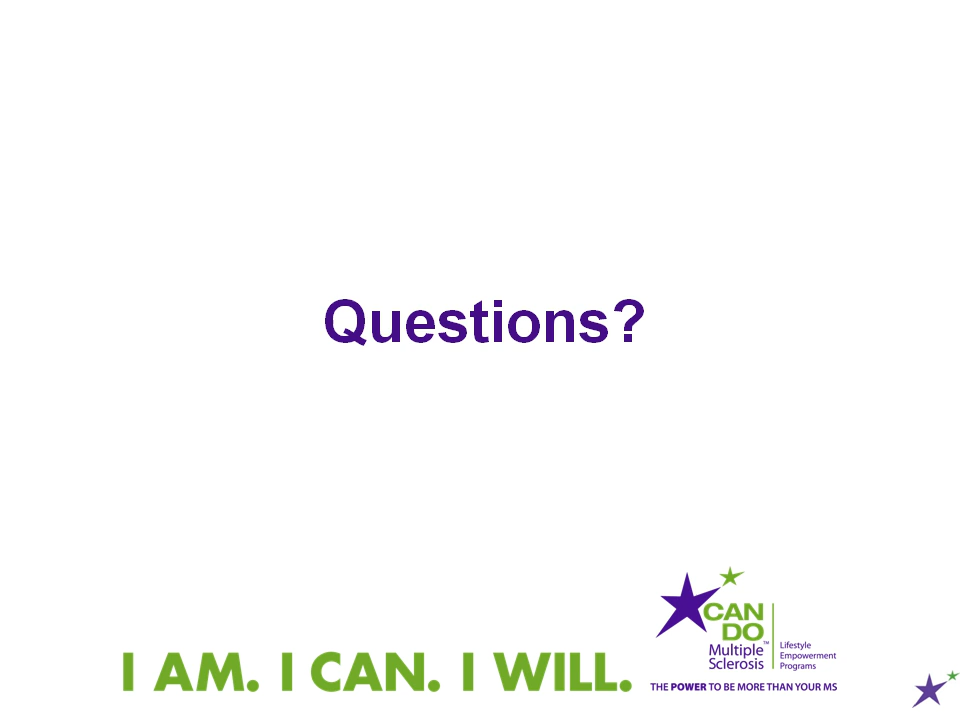 Questions?
I AM. I CAN. I WILL.
CAN
DO
Multiple™
Sclerosis
Lifestyle
Empowerment
Programs
THE POWER TO BE MORE THAN YOUR MS